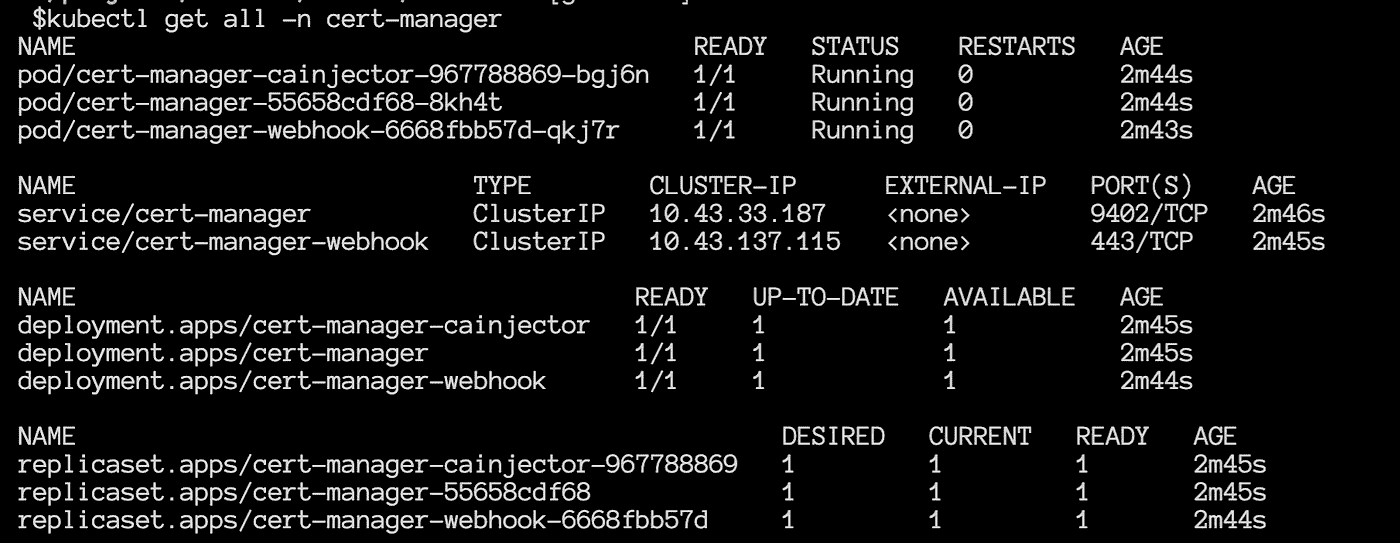 $kubectl get all -n cert-manager
NAME READY STATUS RESTARTS AGE
pod/cert-manager-cainjector-967788869-bgj6n 1/1 Running 0 2m44s
pod/cert-manager-55658cdf68-8kh4t 1/1 Running 0 2m44s
pod/cert-manager-webhook-6668fbb57d-qkj7r 1/1 Running 0 2m43s
NAME TYPE CLUSTER-IP EXTERNAL-IP PORT(S) AGE
service/cert-manager ClusterIP 10.43.33.187 <none> 9402/TCP 2m46s
service/cert-manager-webhook ClusterIP 10.43.137.115 <none> 443/TCP 2m45s
NAME READY UP-TO-DATE AVAILABLE AGE
deployment.apps/cert-manager-cainjector 1/1 1 1 2m45s
deployment.apps/cert-manager 1/1 1 1 2m45s
deployment.apps/cert-manager-webhook 1/1 1 1 2m44s
NAME DESIRED CURRENT READY AGE
replicaset.apps/cert-manager-cainjector-967788869 1 1 1 2m45s
replicaset.apps/cert-manager-55658cdf68 1 1 1 2m45s
replicaset.apps/cert-manager-webhook-6668fbb57d 1 1 1 2m44s